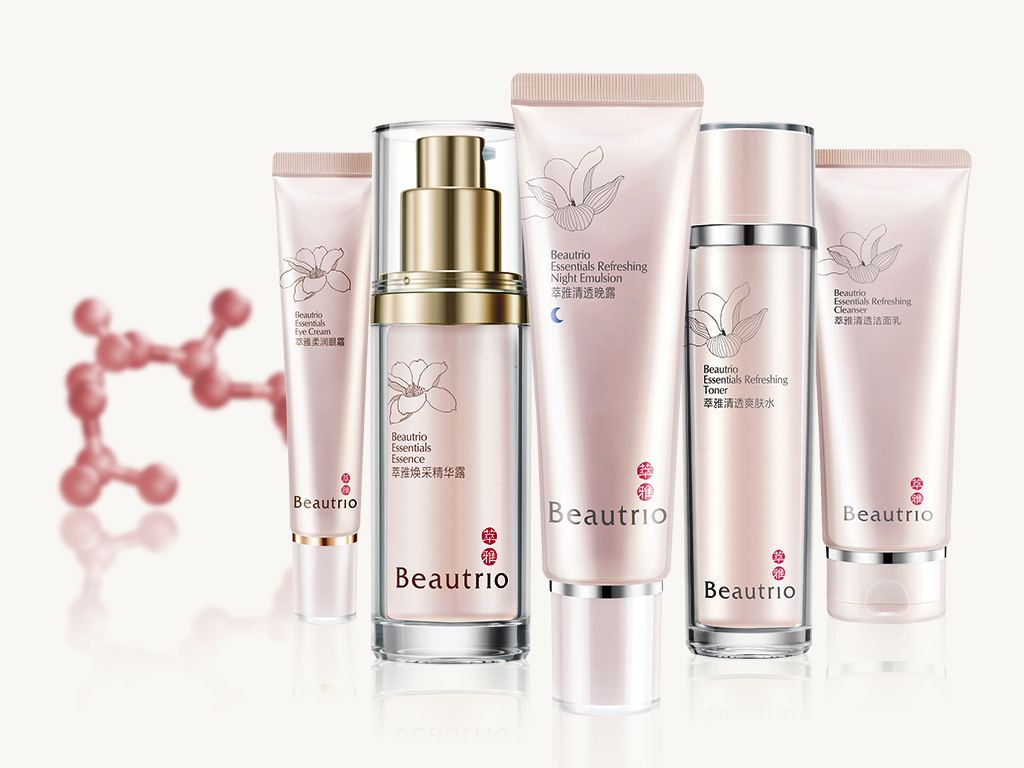 Beautrio
Essentials
Eye Cream
萃雅柔润眼霜
萃
雅
Beautrio
Beautrio
Essentials
Essence
萃雅焕采精华露
萃
雅
Beautrio
Beautrio
Essentials Refreshing
Night Emulsion
萃雅清透晚露
萃
雅
Beautrio
Beautrio
Essentials Refreshing
Toner
萃雅清透爽肤水
萃
雅
Beautrio
Beautrio
Essentials Refreshing
Cleanser
萃雅清透洁面乳
萃
雅
Beautrio